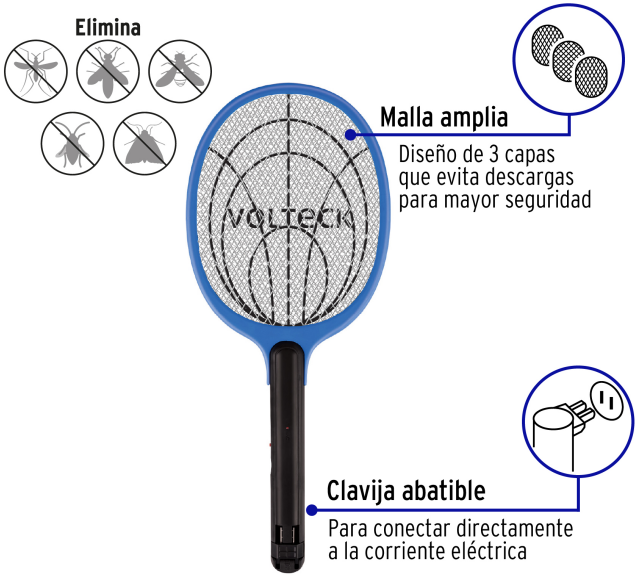 Elimina
Malla amplia
Diseño de 3 capas
que evita descargas
para mayor seguridad
VOLTECK
Clavija abatible
Para conectar directamente
a la corriente eléctrica